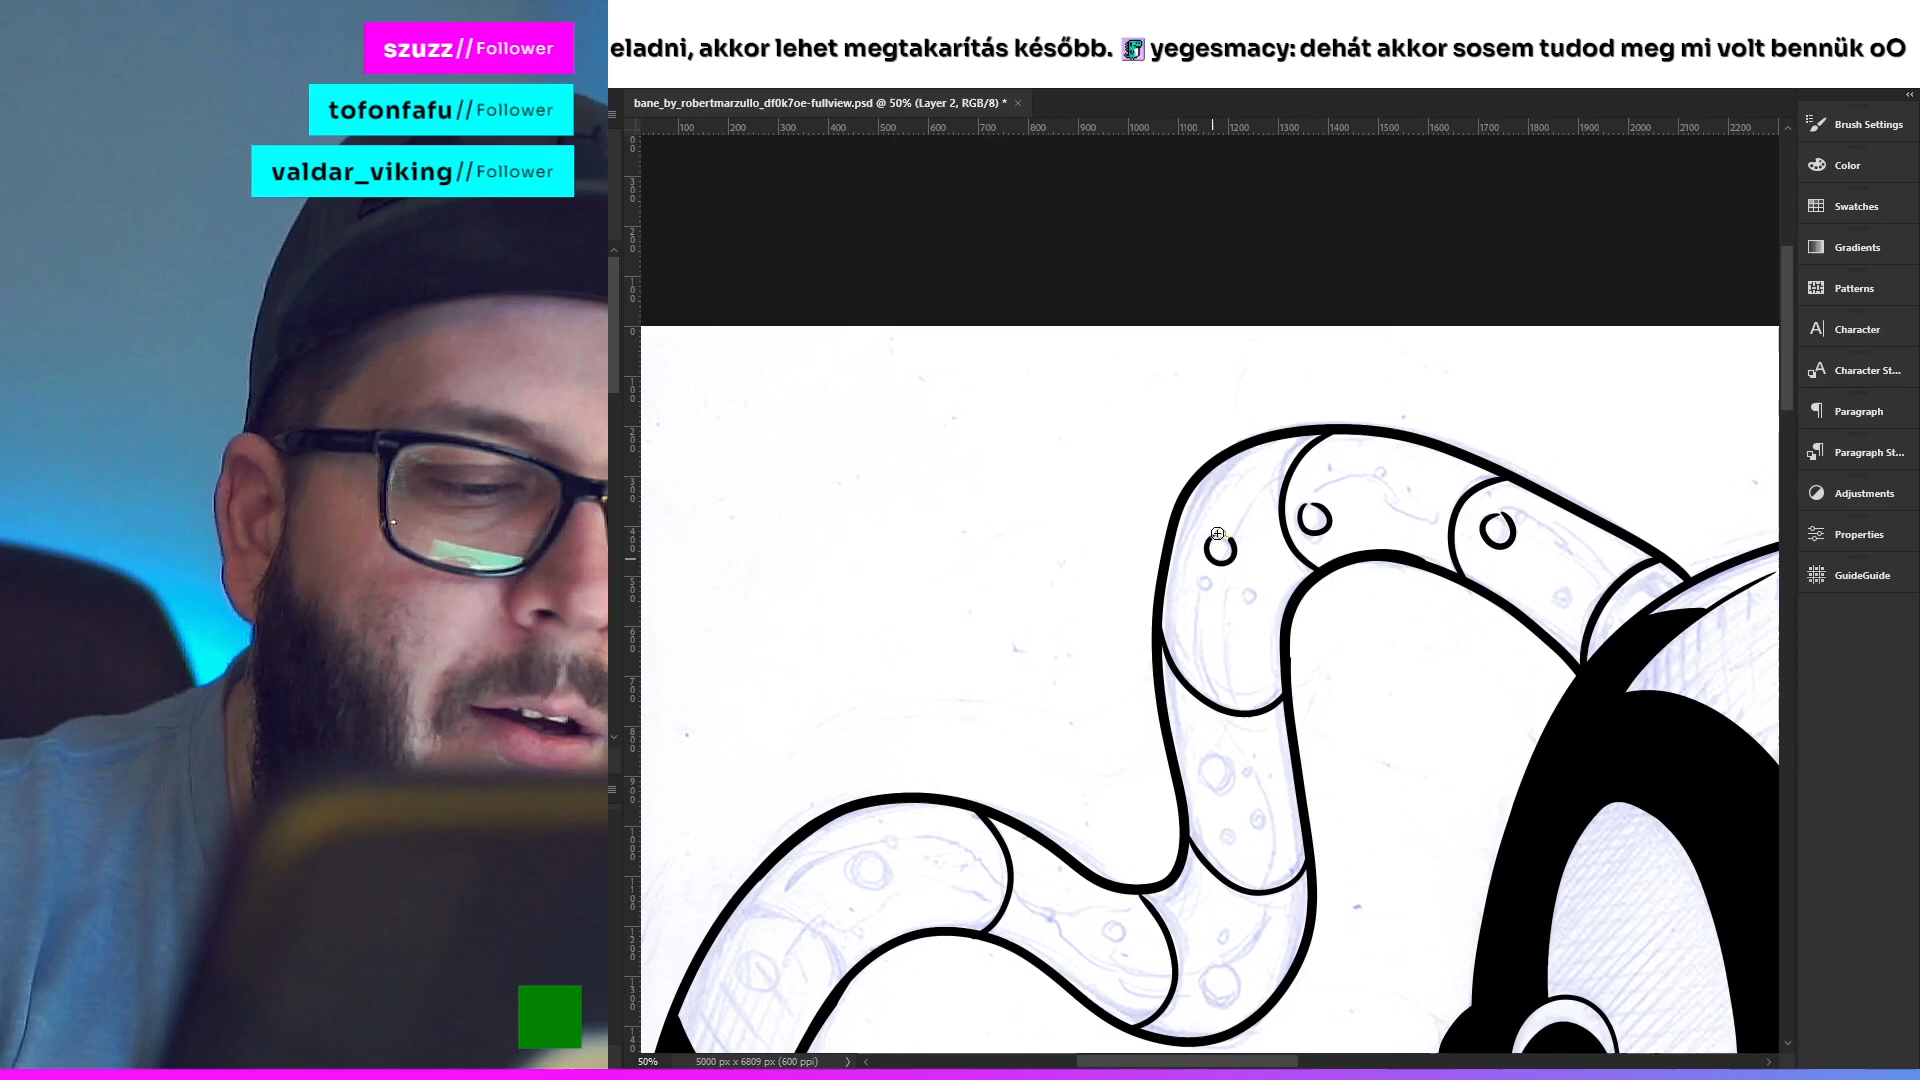 szuzz//Follower
tofonfafu//Follower
valdar_viking//Follower
eladni, akkor lehet megtakarítás később. yegesmacy: dehát akkor sosem tudod meg mi volt bennük oO
bane_by_robertmarzullo_df0k7oe-fullview.psd @ 50% (Layer 2, RGB/8) * ×
100 200 300 400 500 600 700 800 900 1000 1100 1200 1300 1400 1500 1600 1700 1800 1900 2000 2100 2200
Brush Settings
Color
Swatches
Gradients
Patterns
Character
Character St...
Paragraph
Paragraph St...
Adjustments
Properties
GuideGuide
50% 5000 px x 6809 px (600 ppi)